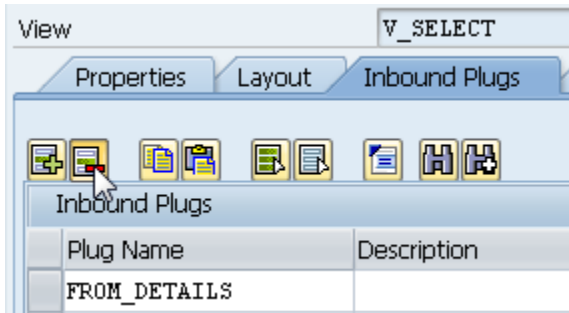 View V_SELECT
Properties Layout Inbound Plugs
Inbound Plugs
Plug Name Description
FROM_DETAILS